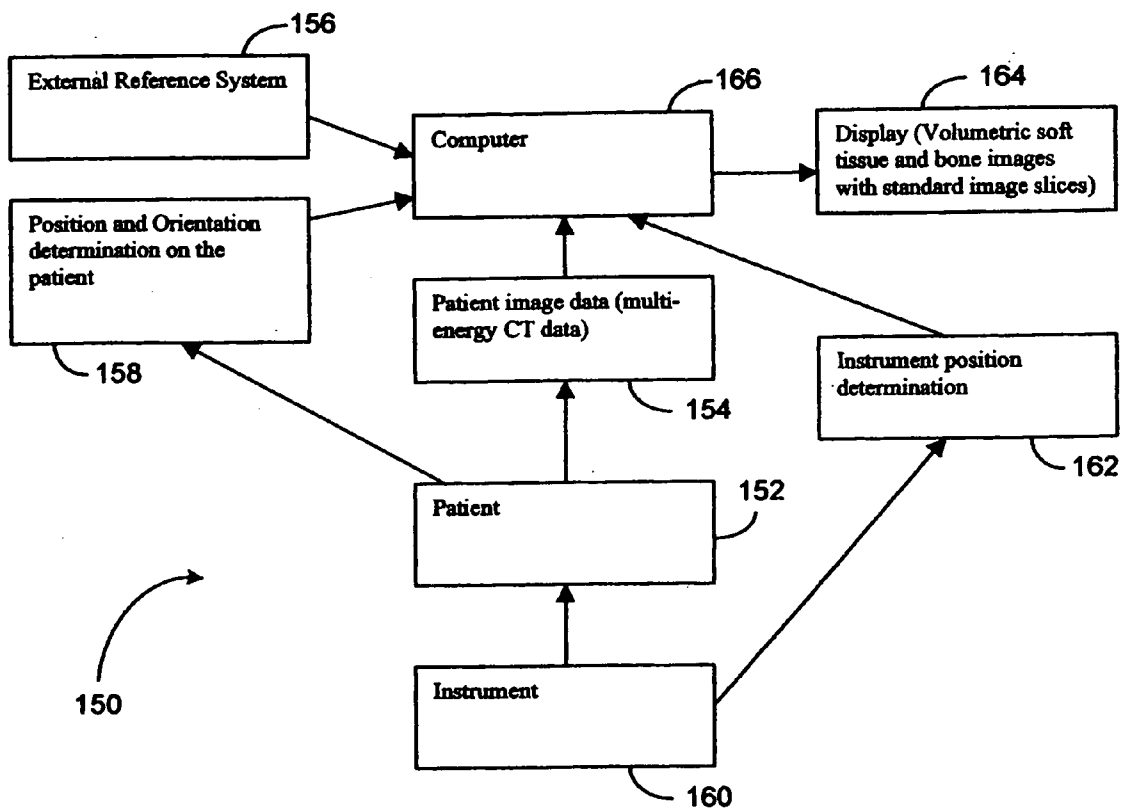 156
External Reference System
166
Computer
164
Display (Volumetric soft
tissue and bone images
with standard image slices)
Position and Orientation
determination on the
patient
158
Patient image data (multi-
energy CT data)
154
Instrument position
determination
162
Patient
152
150
Instrument
160